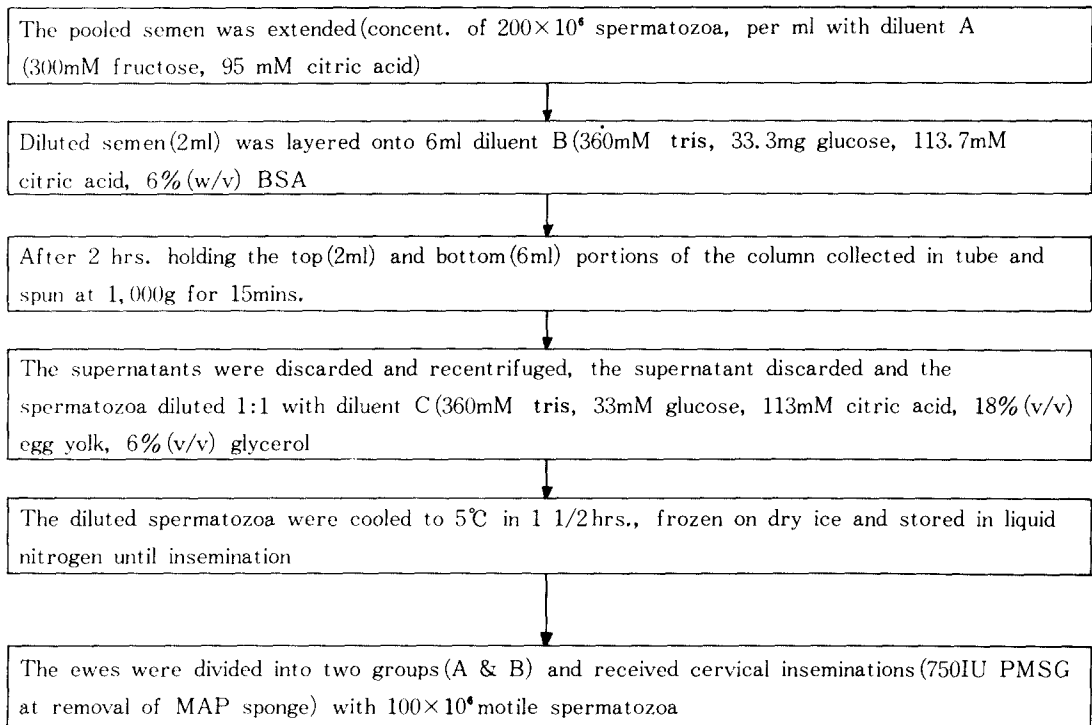 The pooled semen was extended(concent. of 200×10⁶ spermatozoa, per ml with diluent A
(300mM fructose, 95 mM citric acid)
Diluted semen(2ml) was layered onto 6ml diluent B(360mM tris, 33.3mg glucose, 113.7mM
citric acid, 6%(w/v) BSA
After 2 hrs. holding the top(2ml) and bottom(6ml) portions of the column collected in tube and
spun at 1,000g for 15mins.
The supernatants were discarded and recentrifuged, the supernatant discarded and the
spermatozoa diluted 1:1 with diluent C(360mM tris, 33mM glucose, 113mM citric acid, 18%(v/v)
egg yolk, 6%(v/v) glycerol
The diluted spermatozoa were cooled to 5℃ in 1 1/2hrs., frozen on dry ice and stored in liquid
nitrogen until insemination
The ewes were divided into two groups(A & B) and received cervical inseminations(750IU PMSG
at removal of MAP sponge) with 100×10⁶ motile spermatozoa